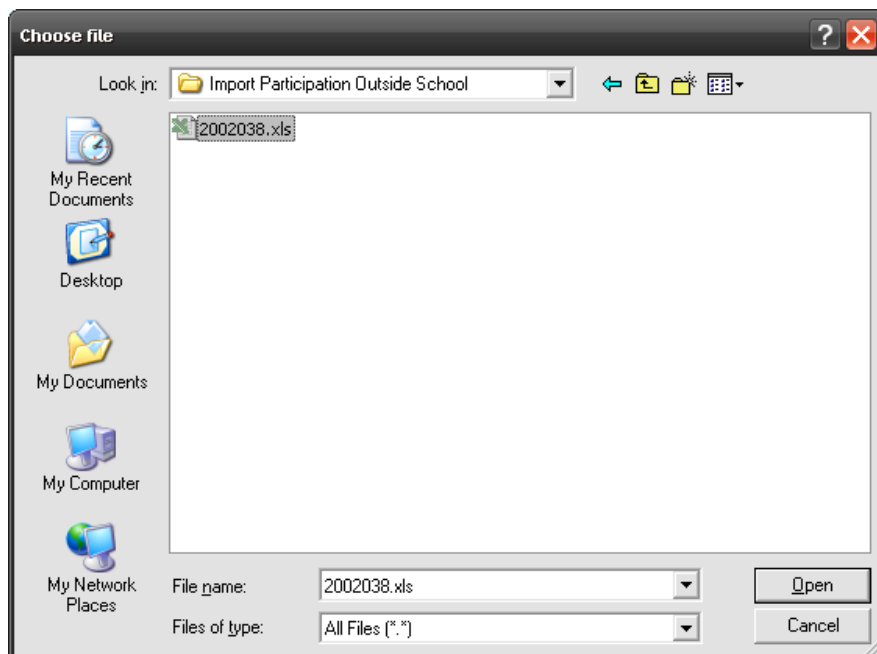 Choose file
Look in:
Import Participation Outside School
2002038.xls
My Recent
Documents
Desktop
My Documents
My Computer
My Network
Places
File name:
2002038.xls
Open
Files of type:
All Files (*.*)
Cancel